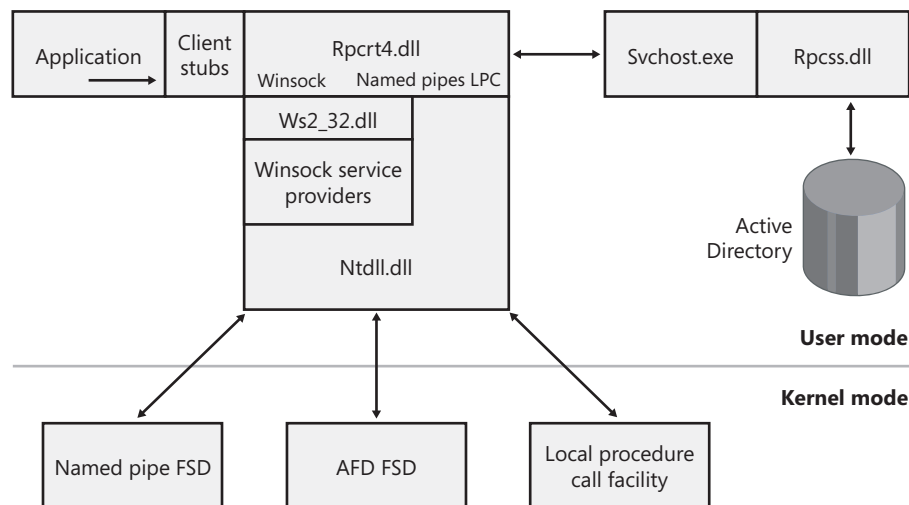 Application
Client
stubs
Rpcrt4.dll
Winsock
Named pipes LPC
Svchost.exe
Rpcss.dll
Ws2_32.dll
Winsock service
providers
Ntdll.dll
Active
Directory
User mode
Kernel mode
Named pipe FSD
AFD FSD
Local procedure
call facility